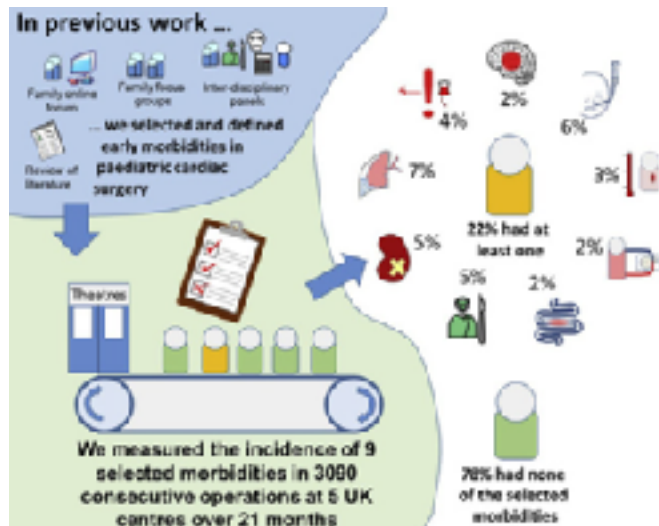 In previous work ...
Family online
forum
Family focus
groups
Inter-disciplinary
panels
Review of
literature
... we selected and defined
early morbidities in
paediatric cardiac
surgery
Theatres
2%
4%
6%
7%
3%
22% had at
least one
5%
2%
5%
2%
We measured the incidence of 9
selected morbidities in 3090
consecutive operations at 5 UK
centres over 21 months
78% had none
of the selected
morbidities